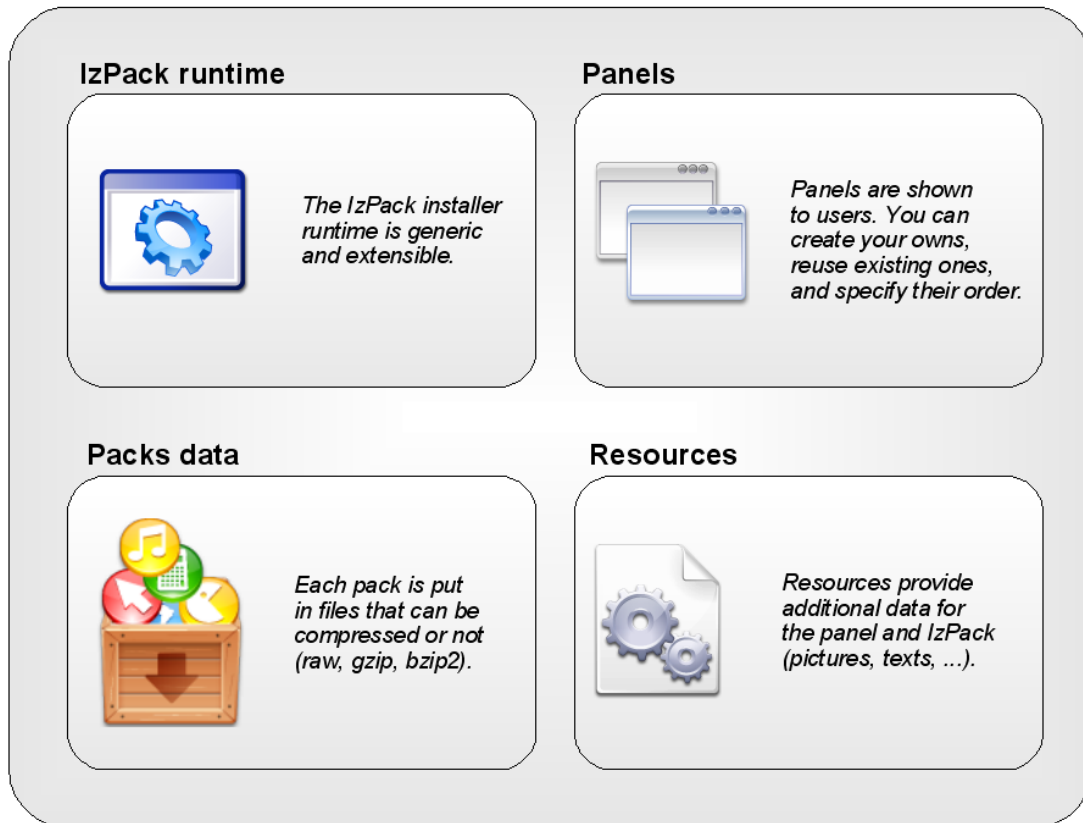 IzPack runtime
The IzPack installer
runtime is generic
and extensible.
Panels
Panels are shown
to users. You can
create your owns,
reuse existing ones,
and specify their order.
Packs data
Each pack is put
in files that can be
compressed or not
(raw, gzip, bzip2).
Resources
Resources provide
additional data for
the panel and IzPack
(pictures, texts, ...).